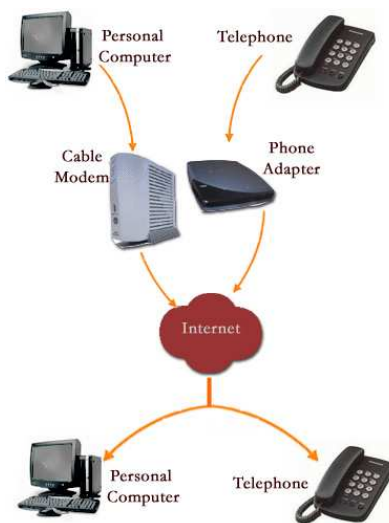 Personal
Computer
Telephone
Cable
Modem
Phone
Adapter
Internet
Personal
Computer
Telephone